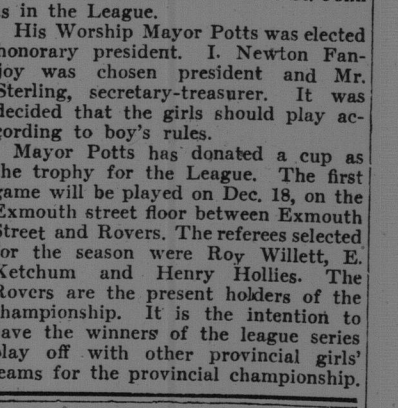 s in the League.
His Worship Mayor Potts was elected
honorary president. I. Newton Fan-
joy was chosen president and Mr.
Sterling, secretary-treasurer. It was
decided that the girls should play ac-
cording to boy's rules.
Mayor Potts has donated a cup as
the trophy for the League. The first
game will be played on Dec. 18, on the
Exmouth street floor between Exmouth
Street and Rovers. The referees selected
for the season were Roy Willett, E.
Ketchum and Henry Hollies. The
Rovers are the present holders of the
championship. It is the intention to
have the winners of the league series
play off with other provincial girls'
teams for the provincial championship.